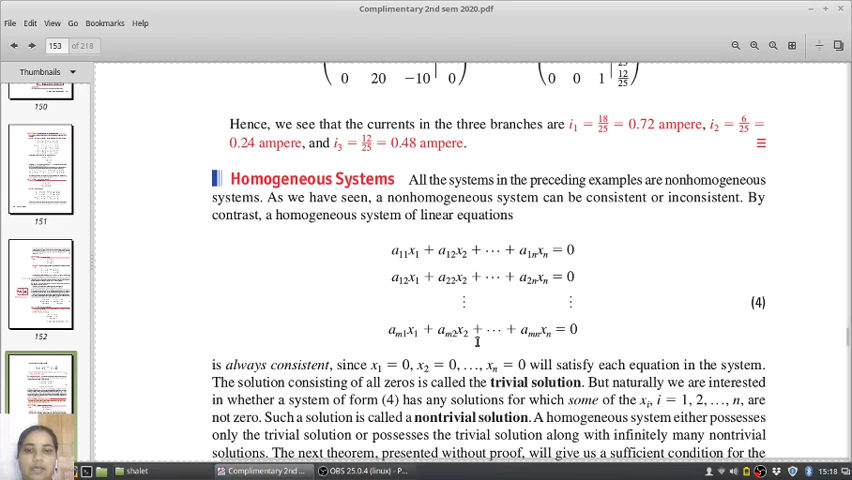 Complimentary 2nd sem 2020.pdf
File Edit View Go Bookmarks Help
153 of 218
Thumbnails
150
151
152
0 20 −10 | 0
0 0 1 | 12/25
Hence, we see that the currents in the three branches are i₁ = 18/25 = 0.72 ampere, i₂ = 6/25 =
0.24 ampere, and i₃ = 12/25 = 0.48 ampere.
Homogeneous Systems All the systems in the preceding examples are nonhomogeneous
systems. As we have seen, a nonhomogeneous system can be consistent or inconsistent. By
contrast, a homogeneous system of linear equations
a₁₁x₁ + a₁₂x₂ + ⋯ + a₁ₙxₙ = 0
a₁₂x₁ + a₂₂x₂ + ⋯ + a₂ₙxₙ = 0
⋮ ⋮ (4)
aₘ₁x₁ + aₘ₂x₂ + ⋯ + aₘₙxₙ = 0
is always consistent, since x₁ = 0, x₂ = 0, …, xₙ = 0 will satisfy each equation in the system.
The solution consisting of all zeros is called the trivial solution. But naturally we are interested
in whether a system of form (4) has any solutions for which some of the xᵢ, i = 1, 2, …, n, are
not zero. Such a solution is called a nontrivial solution. A homogeneous system either possesses
only the trivial solution or possesses the trivial solution along with infinitely many nontrivial
solutions. The next theorem, presented without proof, will give us a sufficient condition for the
shalet
Complimentary 2nd ...
OBS 25.0.4 (linux) - P...
15:18